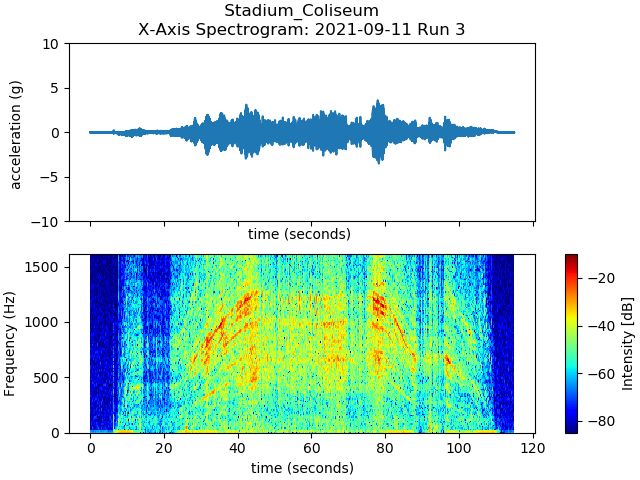 Stadium_Coliseum
X-Axis Spectrogram: 2021-09-11 Run 3
10
5
0
−5
−10
acceleration (g)
time (seconds)
1500
1000
500
0
Frequency (Hz)
0 20 40 60 80 100 120
time (seconds)
−20
−40
−60
−80
Intensity [dB]